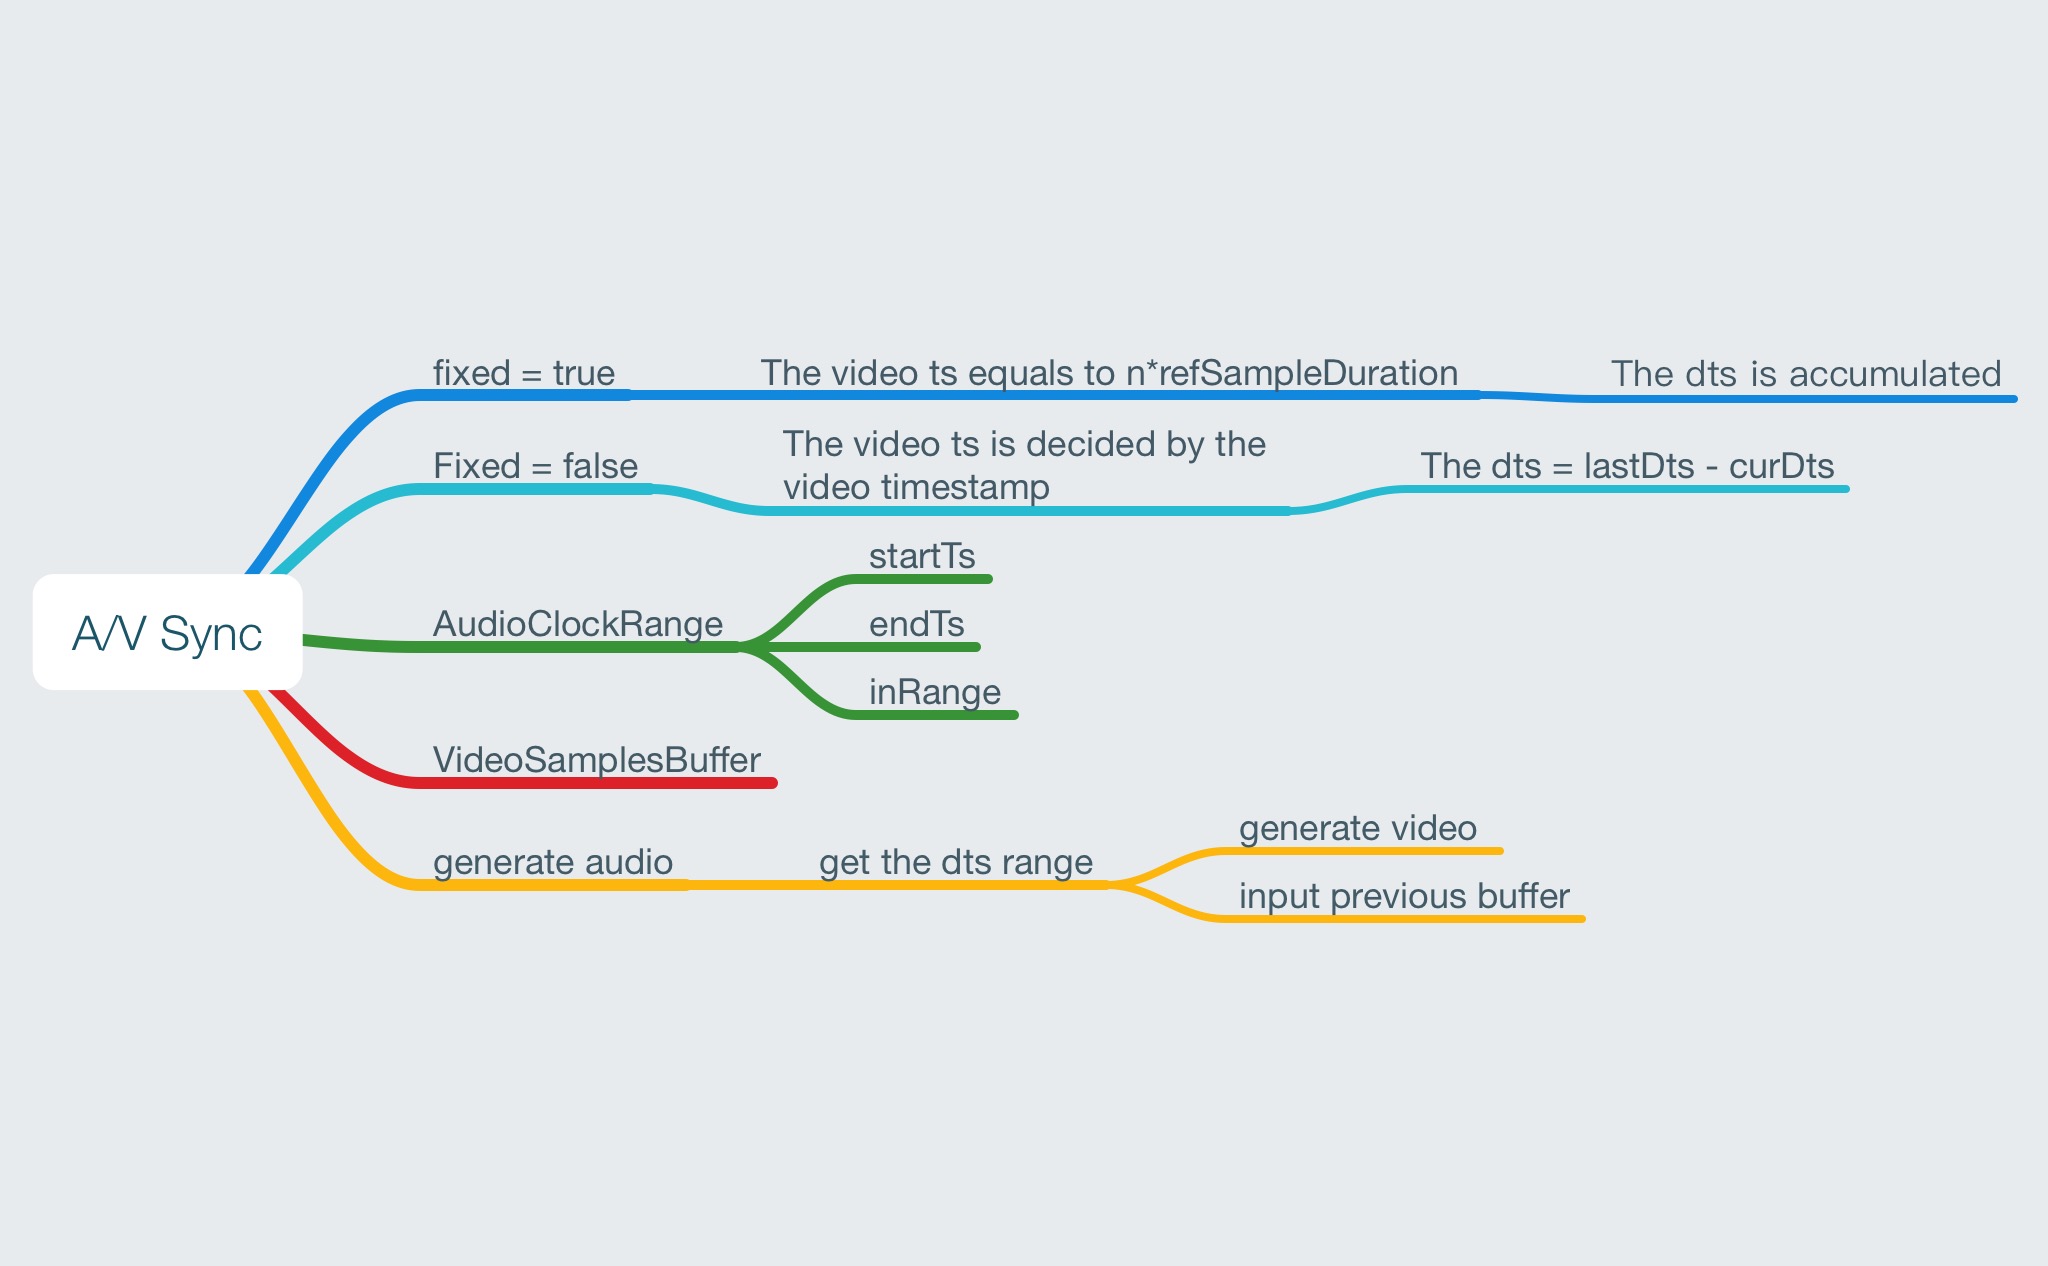 A/V Sync
fixed = true
The video ts equals to n*refSampleDuration
The dts is accumulated
Fixed = false
The video ts is decided by the
video timestamp
The dts = lastDts - curDts
AudioClockRange
startTs
endTs
inRange
VideoSamplesBuffer
generate audio
get the dts range
generate video
input previous buffer